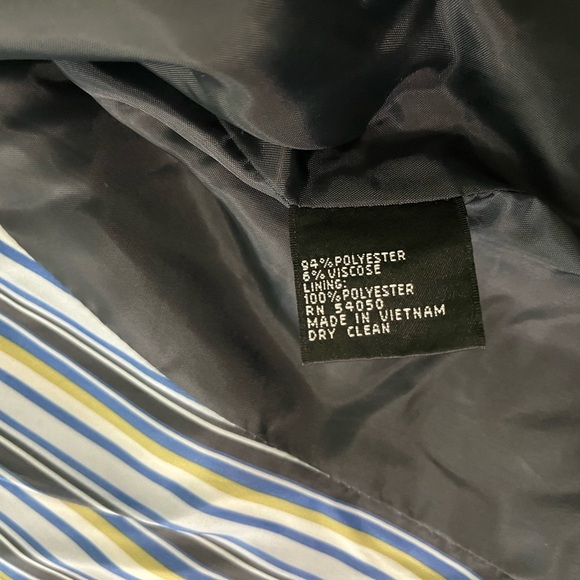 94% POLYESTER
6% VISCOSE
LINING:
100% POLYESTER
RN 54050
MADE IN VIETNAM
DRY CLEAN